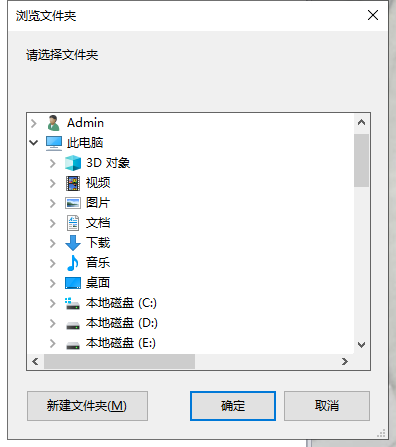 浏览文件夹
请选择文件夹
Admin
此电脑
3D 对象
视频
图片
文档
下载
音乐
桌面
本地磁盘 (C:)
本地磁盘 (D:)
本地磁盘 (E:)
新建文件夹(M) 确定 取消